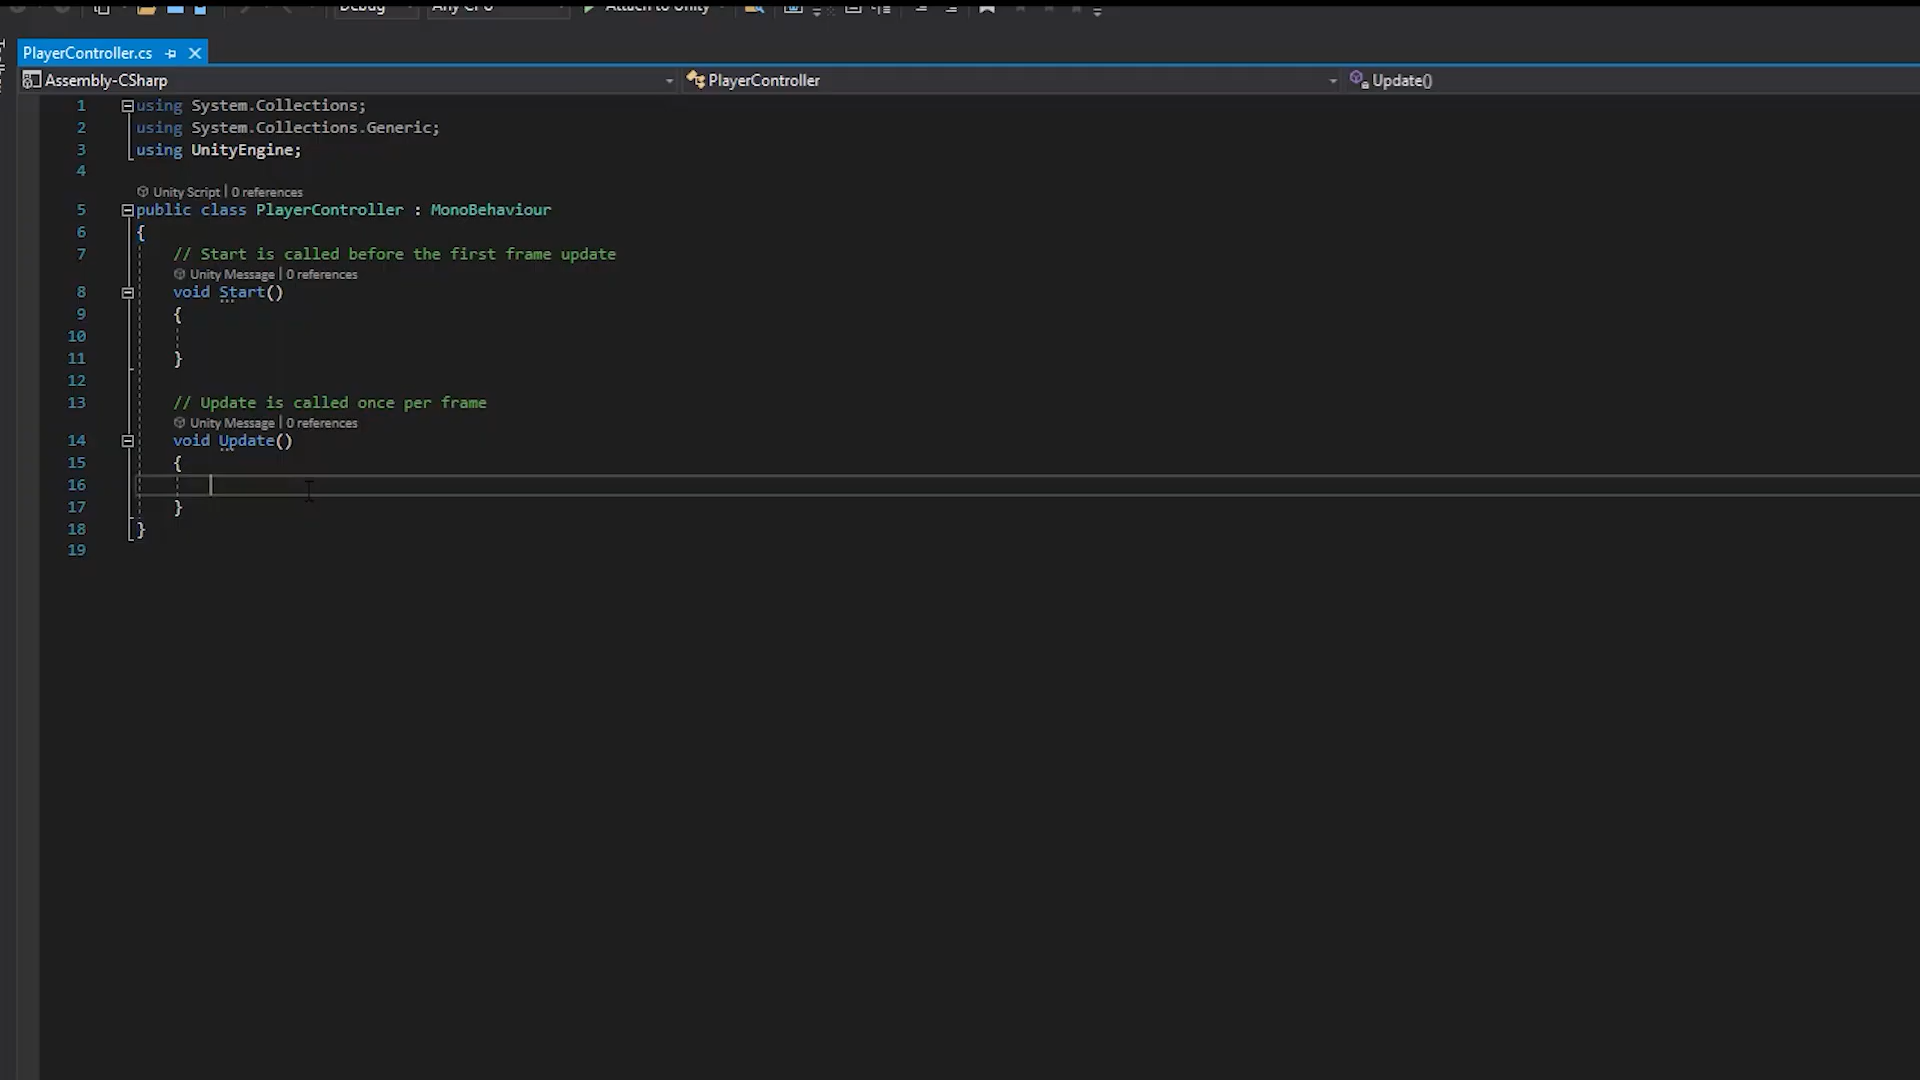 Debug Any CPU Attach to Unity
PlayerController.cs
Assembly-CSharp PlayerController Update()
1 using System.Collections;
2 using System.Collections.Generic;
3 using UnityEngine;
4
Unity Script | 0 references
5 public class PlayerController : MonoBehaviour
6 {
7 // Start is called before the first frame update
Unity Message | 0 references
8 void Start()
9 {
10
11 }
12
13 // Update is called once per frame
Unity Message | 0 references
14 void Update()
15 {
16
17 }
18 }
19